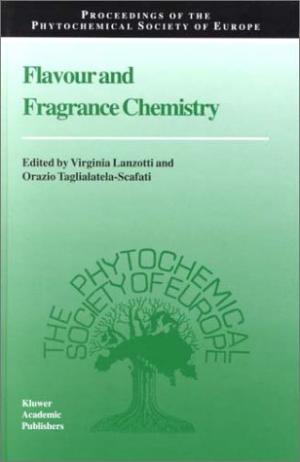 PROCEEDINGS OF THE
PHYTOCHEMICAL SOCIETY OF EUROPE
Flavour and
Fragrance Chemistry
Edited by Virginia Lanzotti and
Orazio Taglialatela-Scafati
THE PHYTOCHEMICAL
SOCIETY OF EUROPE
Kluwer
Academic
Publishers